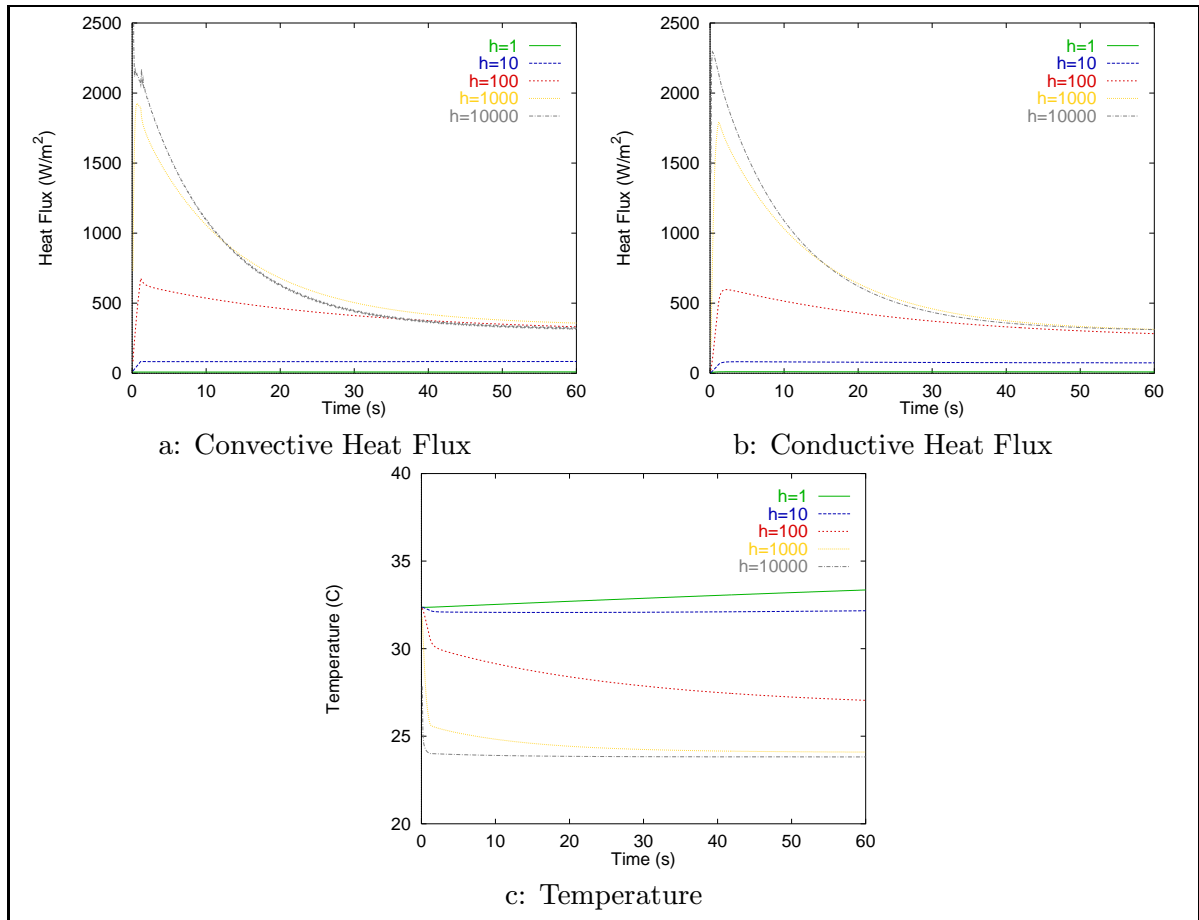 2500
2000
1500
1000
500
0
0 10 20 30 40 50 60
Heat Flux (W/m²)
Time (s)
h=1
h=10
h=100
h=1000
h=10000
a: Convective Heat Flux
2500
2000
1500
1000
500
0
0 10 20 30 40 50 60
Heat Flux (W/m²)
Time (s)
h=1
h=10
h=100
h=1000
h=10000
b: Conductive Heat Flux
40
35
30
25
20
0 10 20 30 40 50 60
Temperature (C)
Time (s)
h=1
h=10
h=100
h=1000
h=10000
c: Temperature